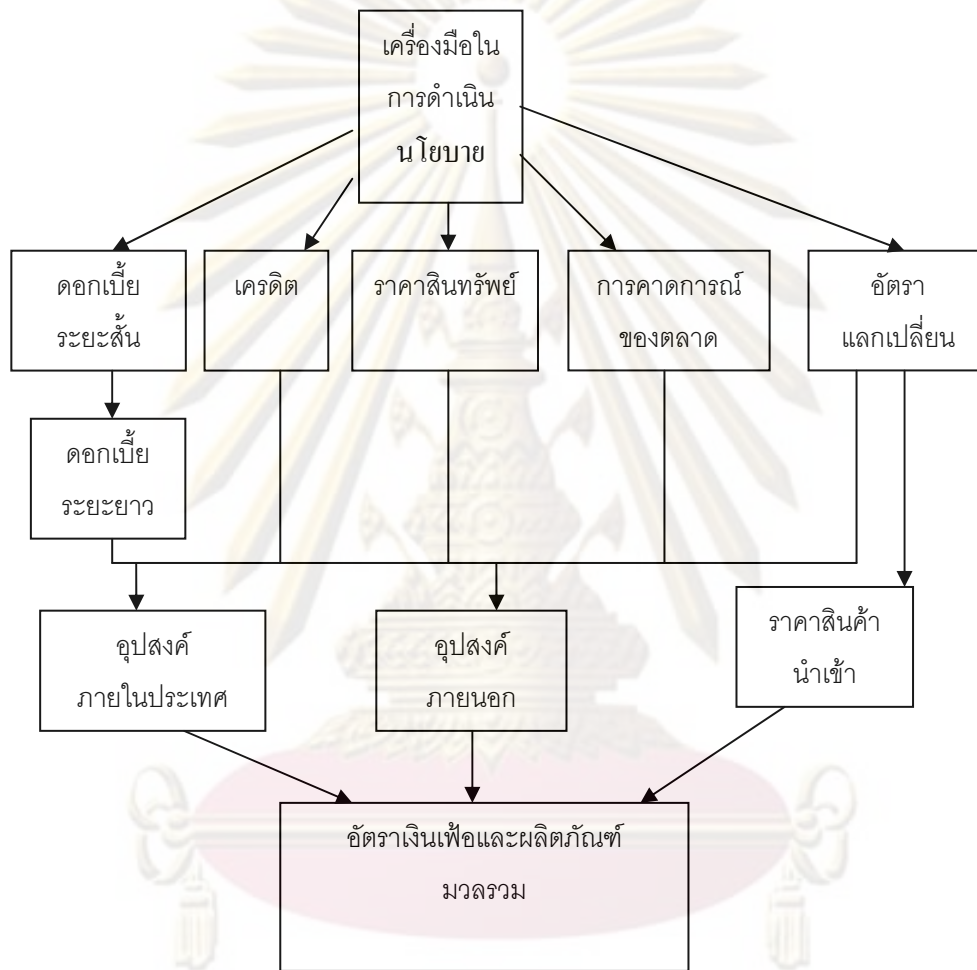 เครื่องมือใน
การดำเนิน
นโยบาย
ดอกเบี้ย
ระยะสั้น
เครดิต
ราคาสินทรัพย์
การคาดการณ์
ของตลาด
อัตรา
แลกเปลี่ยน
ดอกเบี้ย
ระยะยาว
อุปสงค์
ภายในประเทศ
อุปสงค์
ภายนอก
ราคาสินค้า
นำเข้า
อัตราเงินเฟ้อและผลิตภัณฑ์
มวลรวม